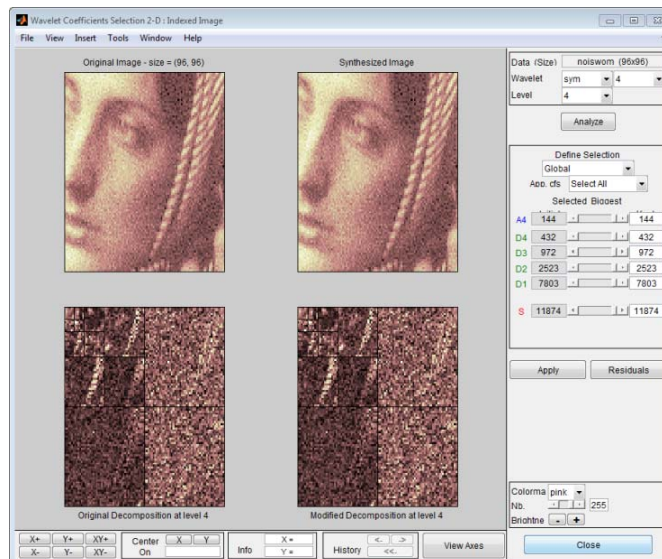 Wavelet Coefficients Selection 2-D : Indexed Image
File View Insert Tools Window Help
Original Image - size = (96, 96)
Synthesized Image
Original Decomposition at level 4
Modified Decomposition at level 4
Data (Size) noiswom (96x96)
Wavelet sym 4
Level 4
Analyze
Define Selection
Global
App. cfs Select All
Selected Biggest
A4 144 144
D4 432 432
D3 972 972
D2 2523 2523
D1 7803 7803
S 11874 11874
Apply Residuals
Colorma pink
Nb. 255
Brightne - +
X+ Y+ XY+
X- Y- XY-
Center On X Y
Info X = Y =
History <- -> <<-
View Axes
Close